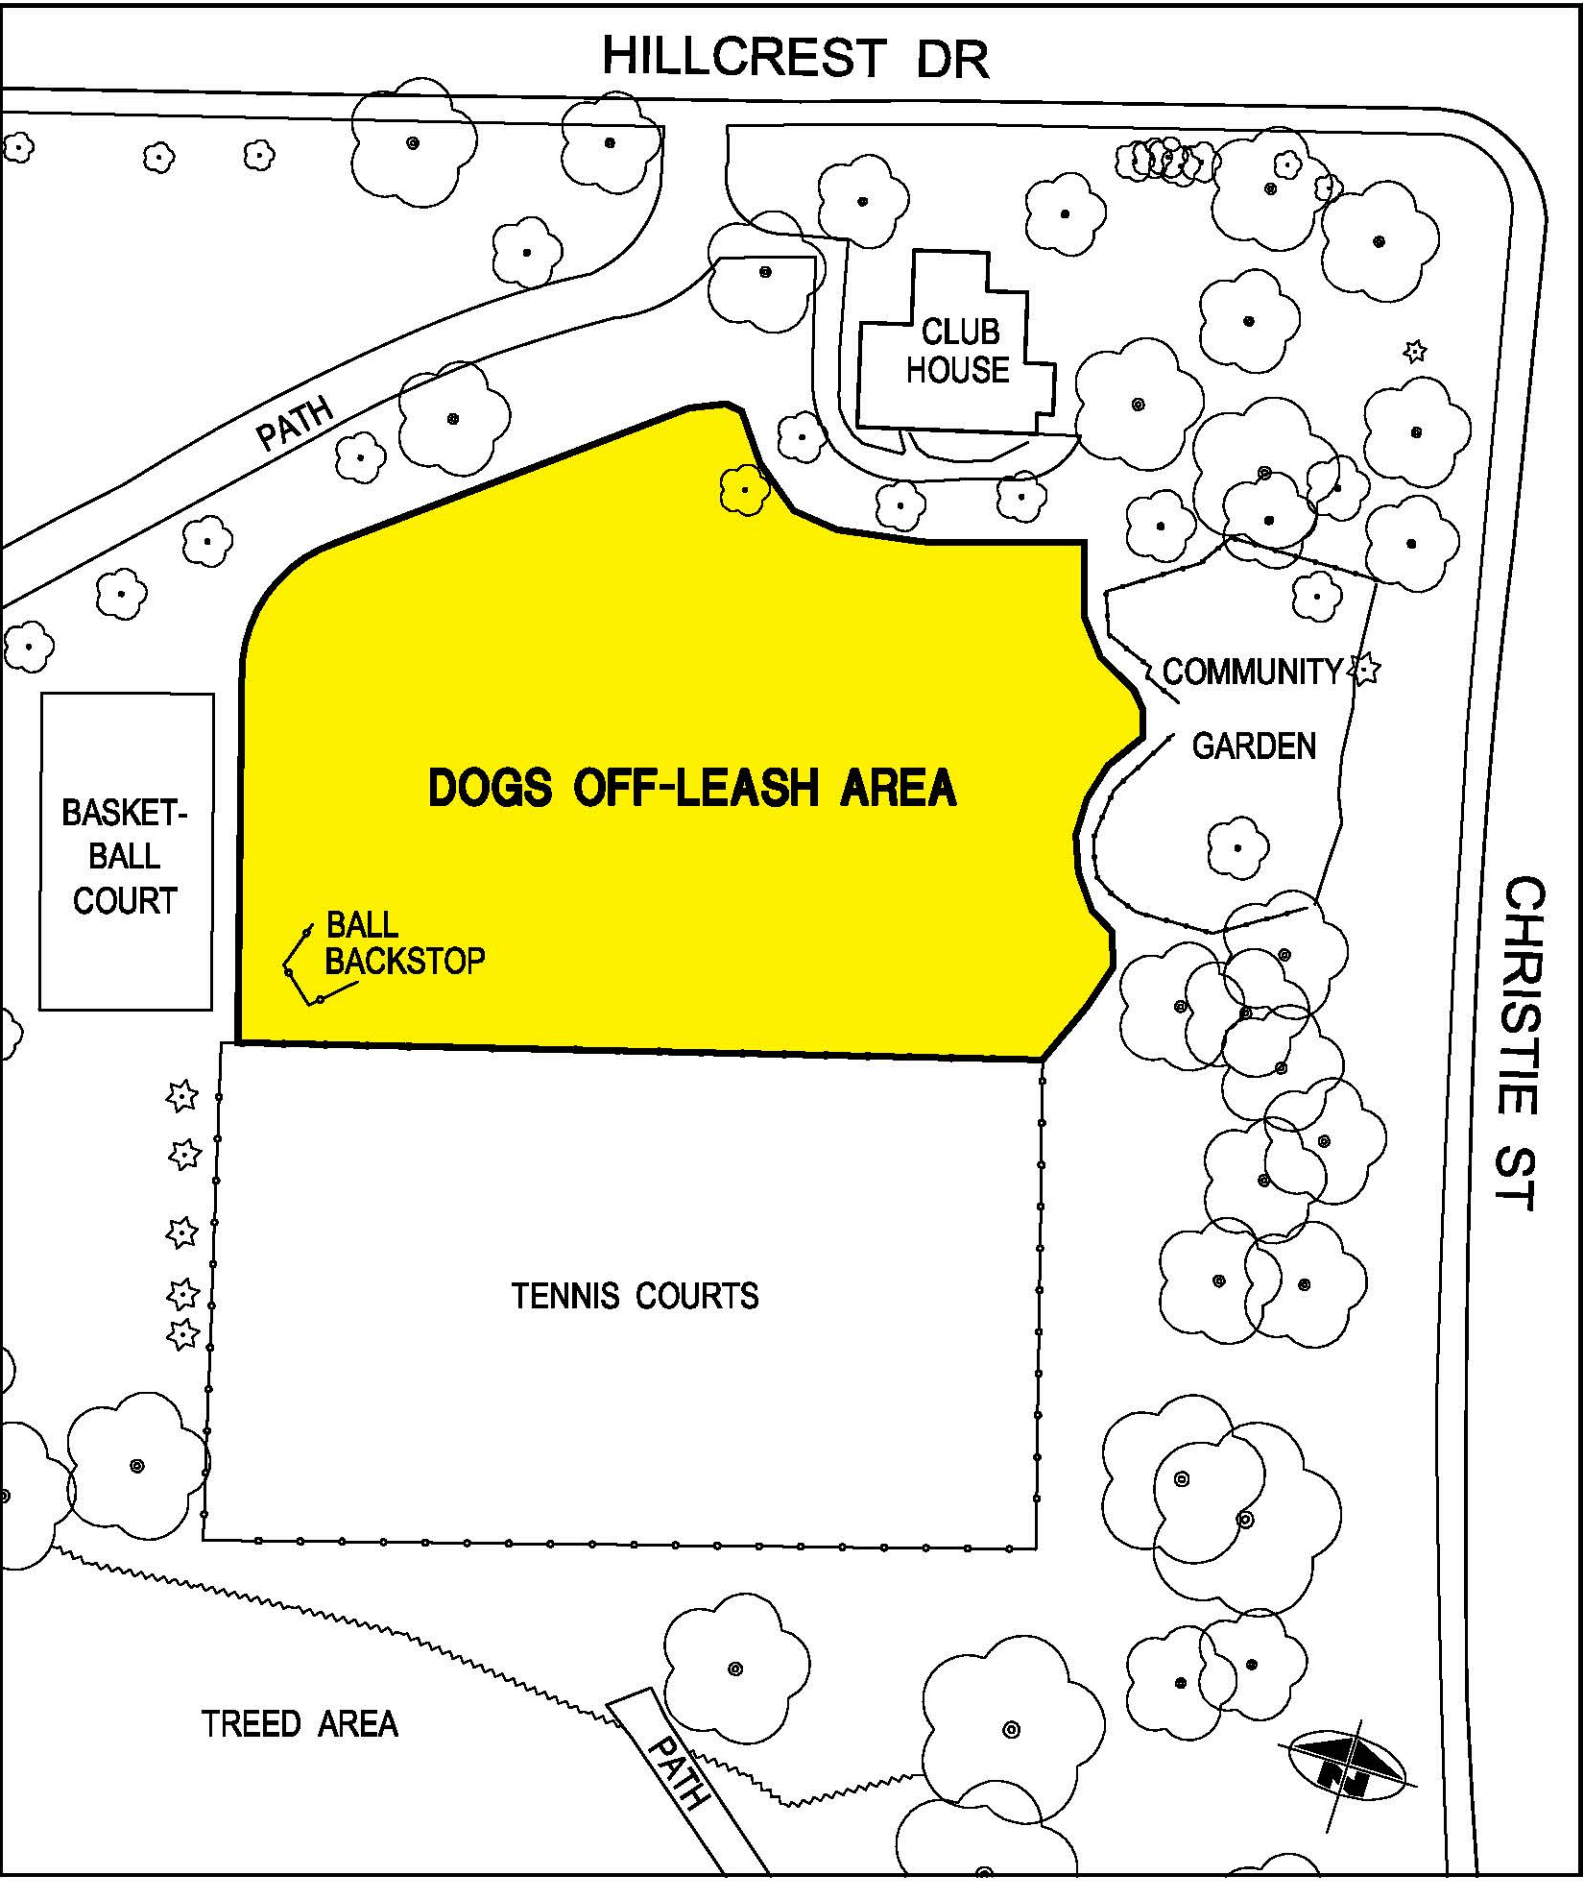 HILLCREST DR
CLUB
HOUSE
PATH
COMMUNITY
GARDEN
DOGS OFF-LEASH AREA
BASKET-
BALL
COURT
BALL
BACKSTOP
CHRISTIE ST
TENNIS COURTS
TREED AREA
PATH
N